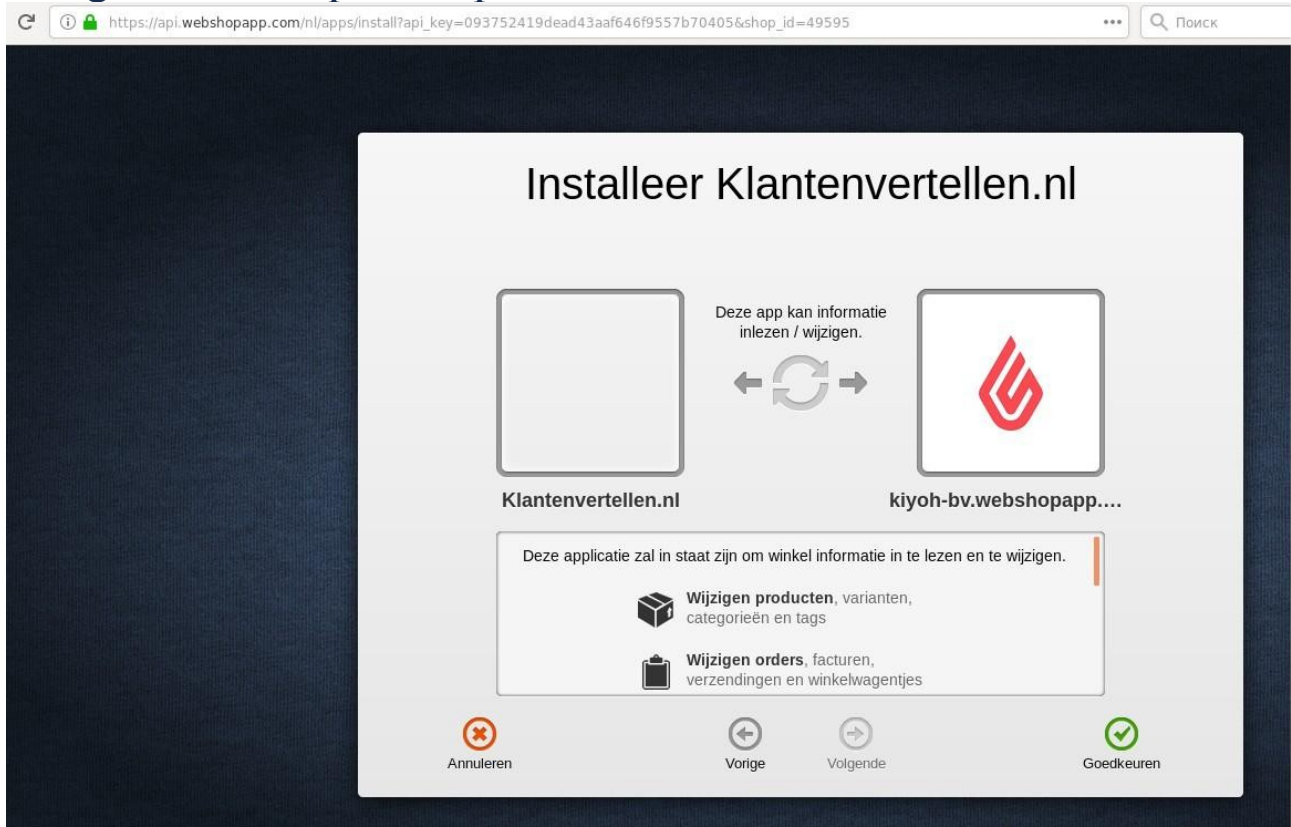 https://api.webshopapp.com/nl/apps/install?api_key=093752419dead43aaf646f9557b70405&shop_id=49595
Поиск
Installeer Klantenvertellen.nl
Deze app kan informatie
inlezen / wijzigen.
Klantenvertellen.nl
kiyoh-bv.webshopapp....
Deze applicatie zal in staat zijn om winkel informatie in te lezen en te wijzigen.
Wijzigen producten, varianten,
categorieën en tags
Wijzigen orders, facturen,
verzendingen en winkelwagentjes
Annuleren
Vorige
Volgende
Goedkeuren